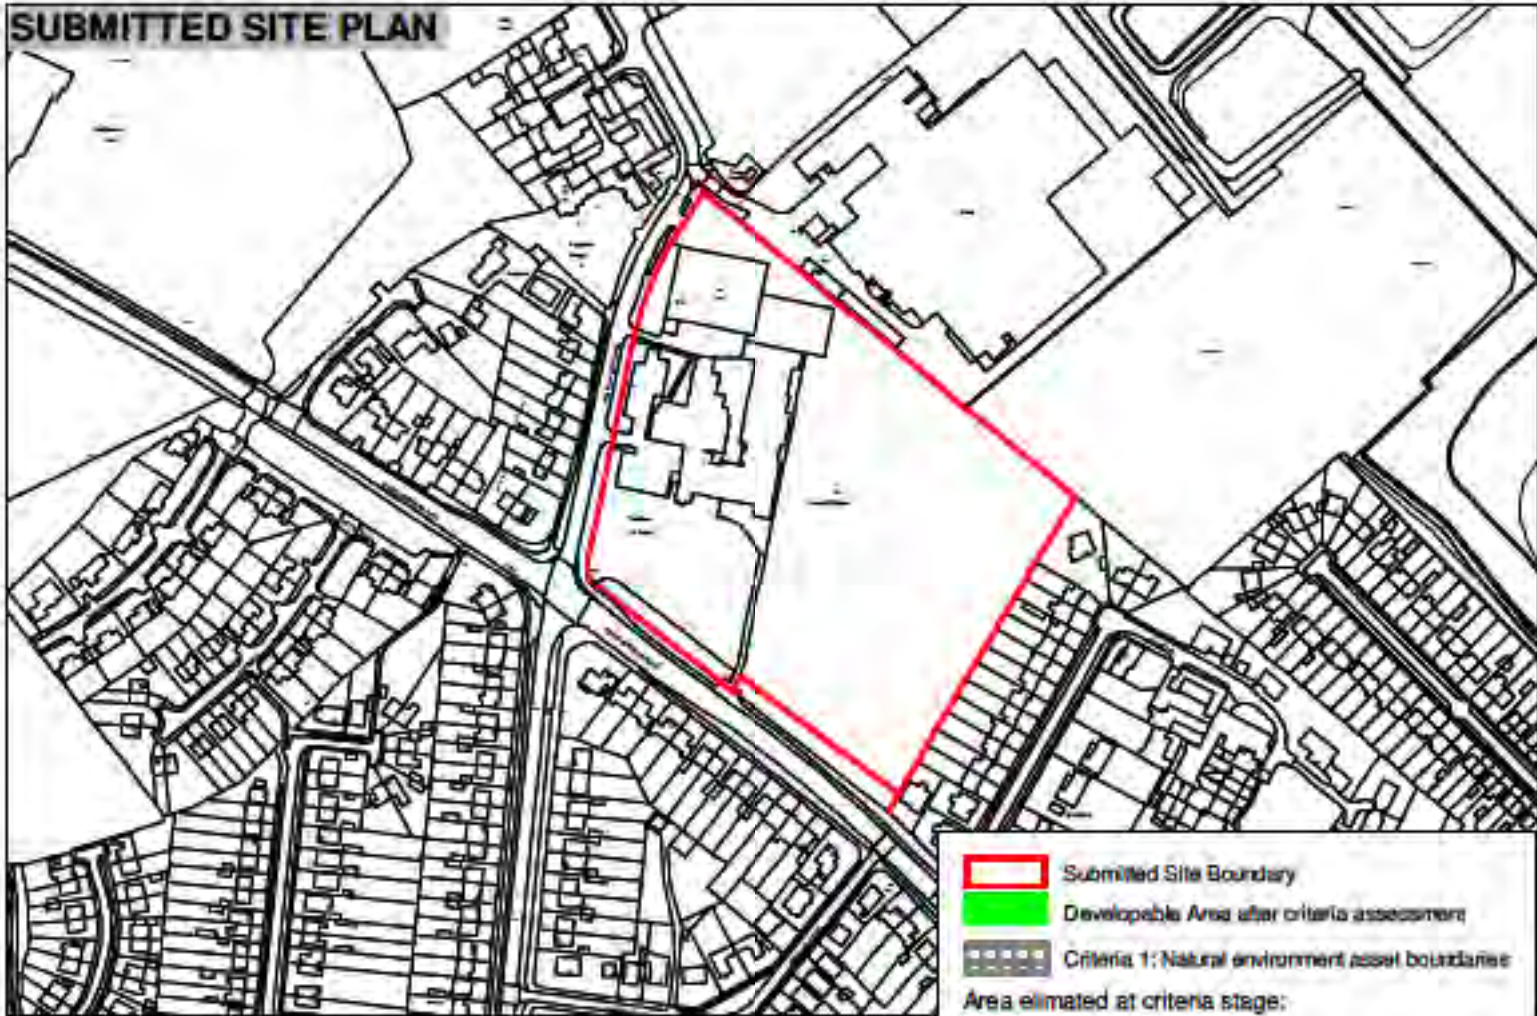 SUBMITTED SITE PLAN
Submitted Site Boundary
Developable Area after criteria assessment
Criteria 1: Natural environment asset boundaries
Area elimated at criteria stage: